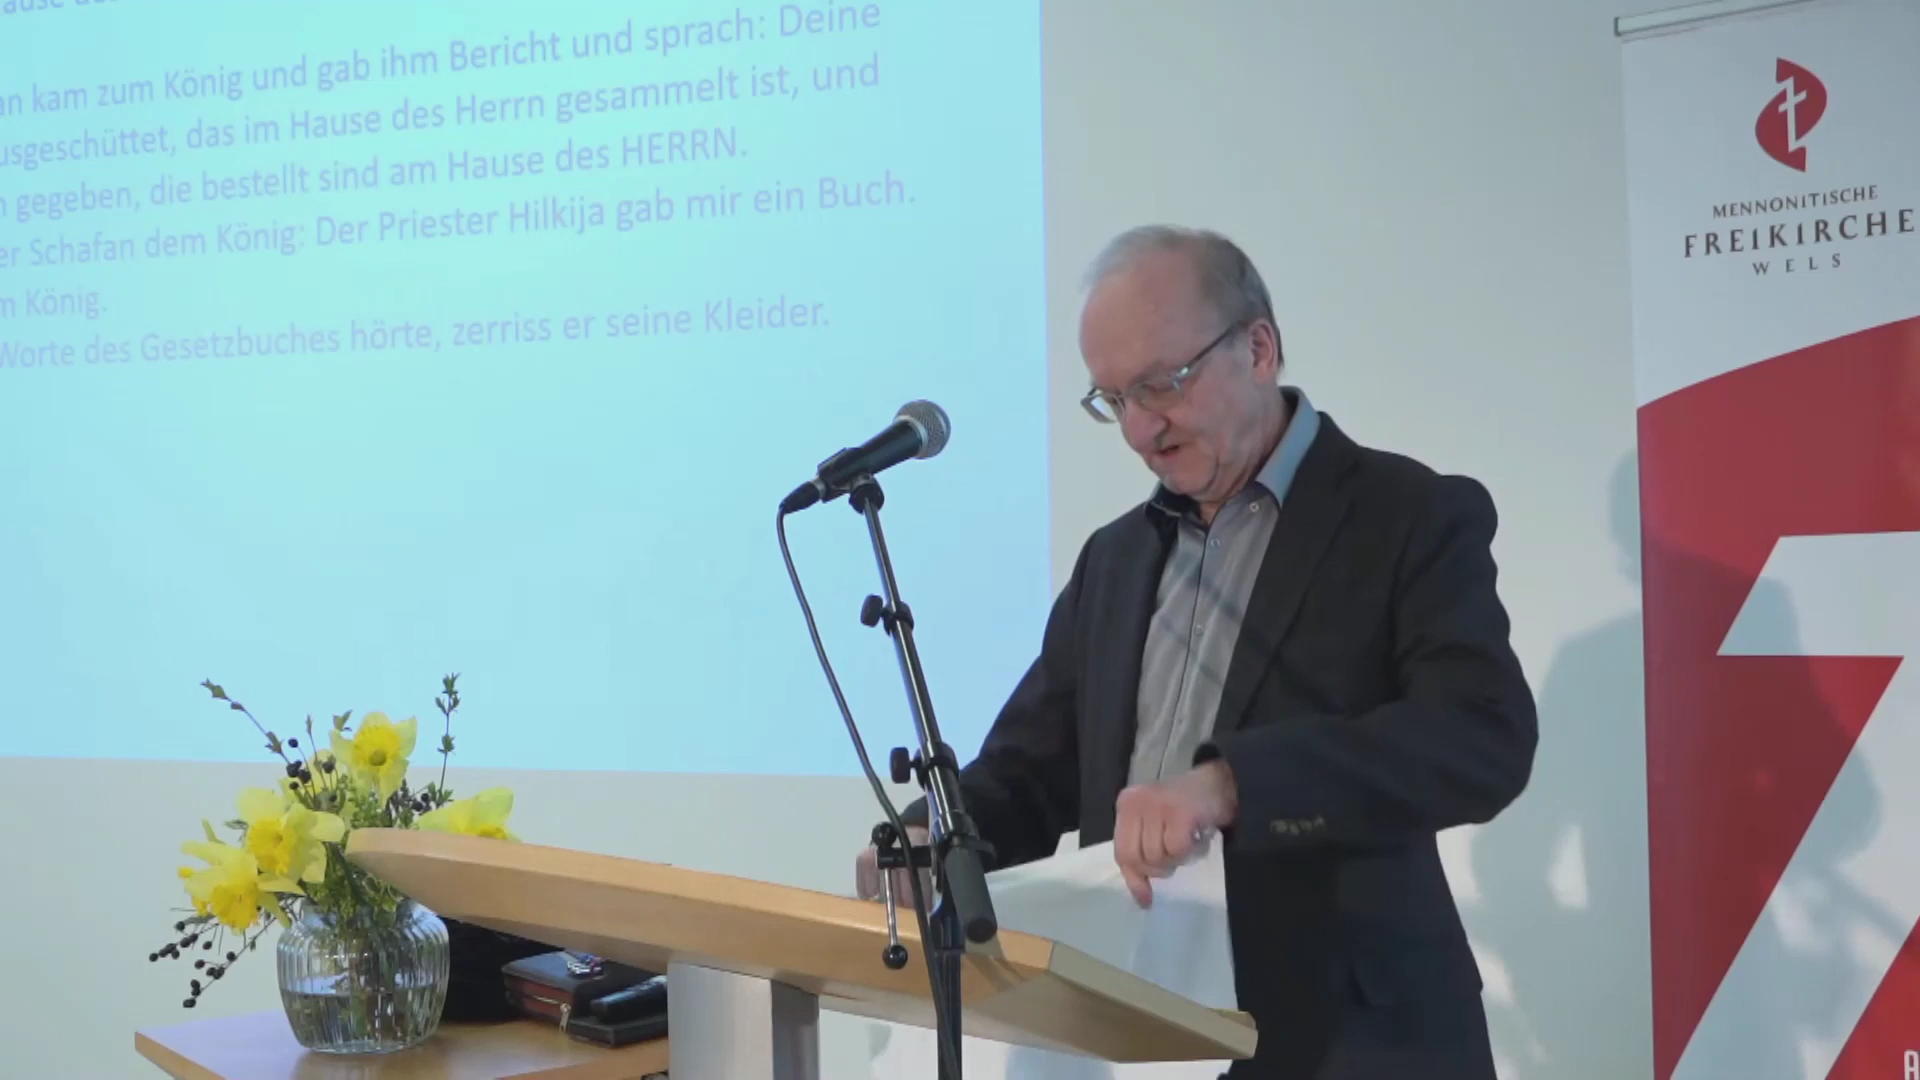 kam zum König und gab ihm Bericht und sprach: Deine
usgeschüttet, das im Hause des Herrn gesammelt ist, und
gegeben, die bestellt sind am Hause des HERRN.
er Schafan dem König: Der Priester Hilkija gab mir ein Buch.
m König.
Worte des Gesetzbuches hörte, zerriss er seine Kleider.
MENNONITISCHE
FREIKIRCHE
WELS